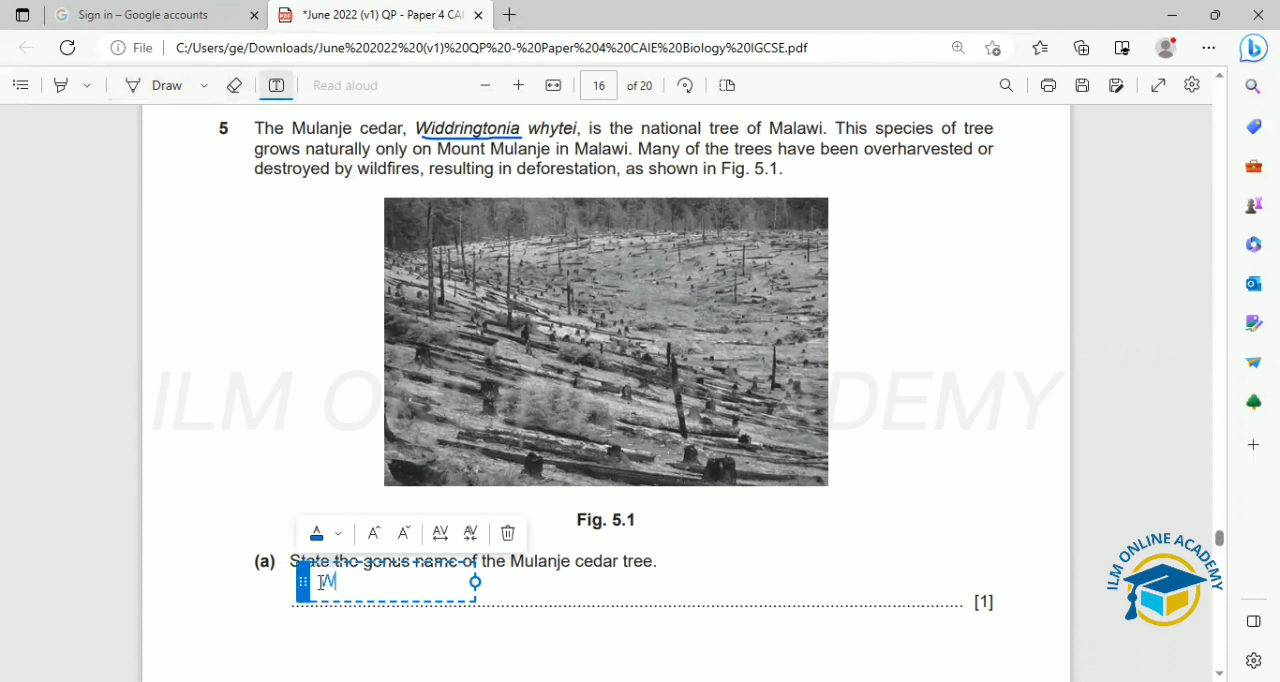 Sign in – Google accounts
*June 2022 (v1) QP - Paper 4 CAI
File
C:/Users/ge/Downloads/June%202022%20(v1)%20QP%20-%20Paper%204%20CAIE%20Biology%20IGCSE.pdf
Draw
Read aloud
16
of 20
5 The Mulanje cedar, Widdringtonia whytei, is the national tree of Malawi. This species of tree
grows naturally only on Mount Mulanje in Malawi. Many of the trees have been overharvested or
destroyed by wildfires, resulting in deforestation, as shown in Fig. 5.1.
ILM ONLINE ACADEMY
Fig. 5.1
(a) State the genus name of the Mulanje cedar tree.
W
[1]
ILM ONLINE ACADEMY